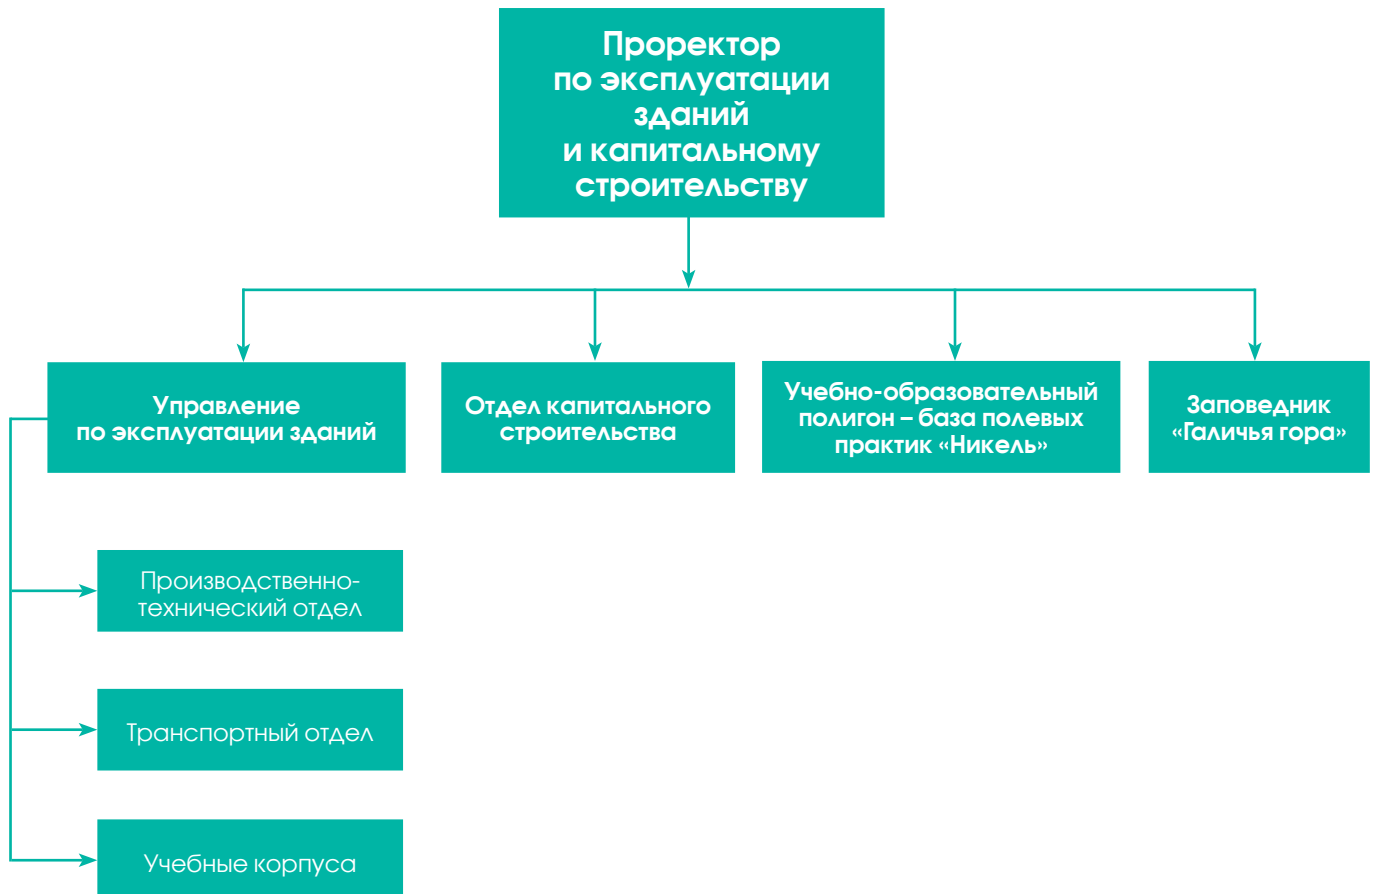 Проректор
по эксплуатации
зданий
и капитальному
строительству
Управление
по эксплуатации зданий
Отдел капитального
строительства
Учебно-образовательный
полигон – база полевых
практик «Никель»
Заповедник
«Галичья гора»
Производственно-
технический отдел
Транспортный отдел
Учебные корпуса